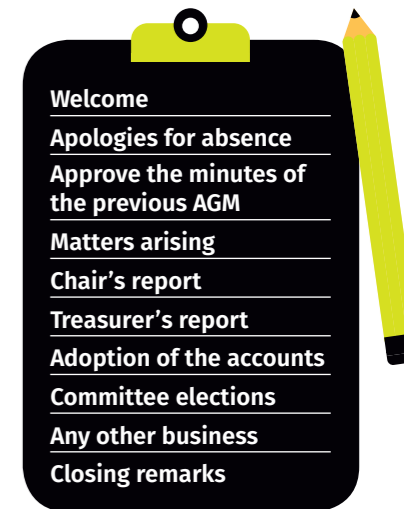 Welcome
Apologies for absence
Approve the minutes of
the previous AGM
Matters arising
Chair’s report
Treasurer’s report
Adoption of the accounts
Committee elections
Any other business
Closing remarks